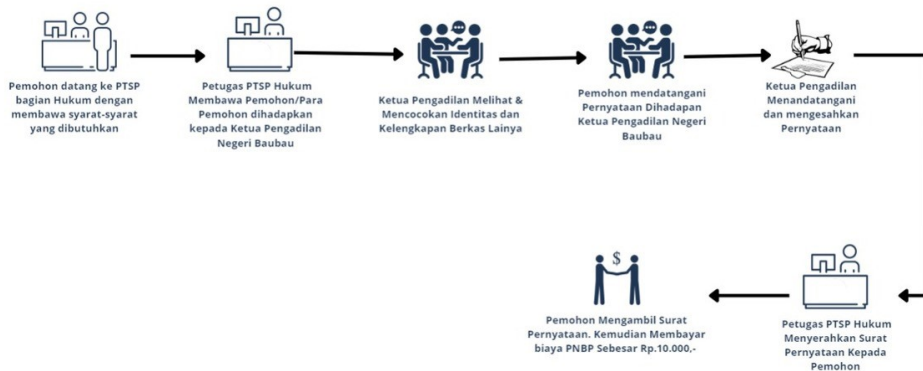 Pemohon datang ke PTSP
bagian Hukum dengan
membawa syarat-syarat
yang dibutuhkan
Petugas PTSP Hukum
Membawa Pemohon/Para
Pemohon dihadapkan
kepada Ketua Pengadilan
Negeri Baubau
Ketua Pengadilan Melihat &
Mencocokan Identitas dan
Kelengkapan Berkas Lainya
Pemohon mendatangani
Pernyataan Dihadapan
Ketua Pengadilan Negeri
Baubau
Ketua Pengadilan
Menandatangani
dan mengesahkan
Pernyataan
$
Pemohon Mengambil Surat
Pernyataan. Kemudian Membayar
biaya PNBP Sebesar Rp.10.000,-
Petugas PTSP Hukum
Menyerahkan Surat
Pernyataan Kepada
Pemohon